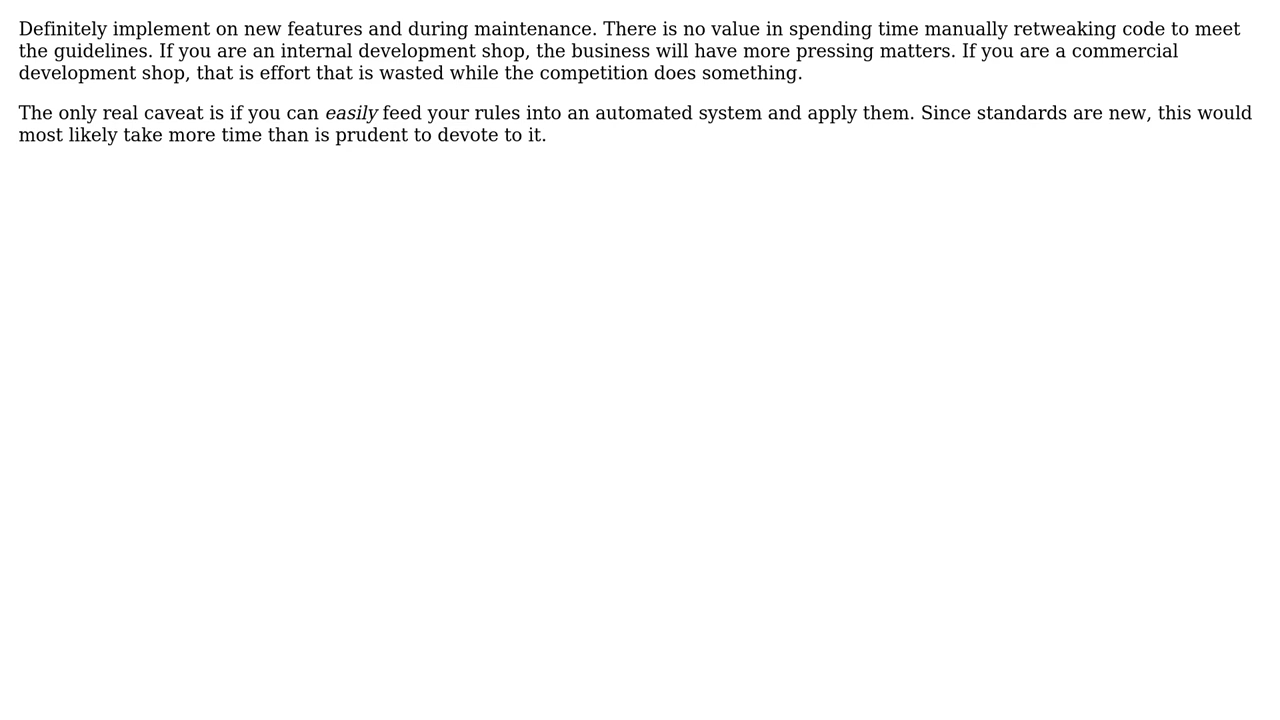 Definitely implement on new features and during maintenance. There is no value in spending time manually retweaking code to meet
the guidelines. If you are an internal development shop, the business will have more pressing matters. If you are a commercial
development shop, that is effort that is wasted while the competition does something.
The only real caveat is if you can easily feed your rules into an automated system and apply them. Since standards are new, this would
most likely take more time than is prudent to devote to it.